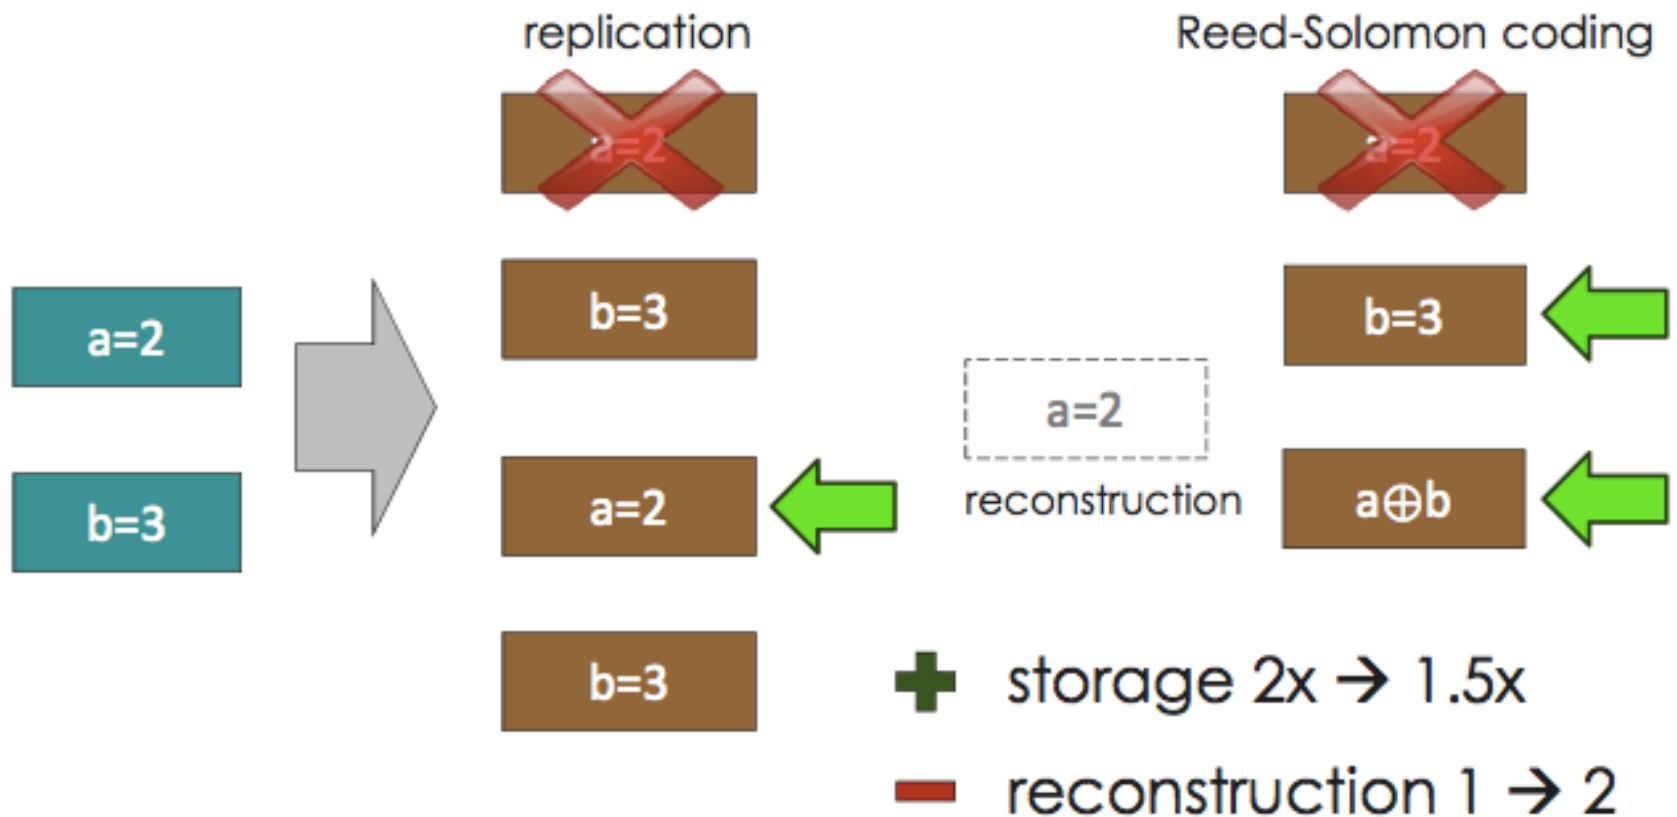 replication
Reed-Solomon coding
a=2
b=3
a=2
b=3
a=2
b=3
a=2
reconstruction
a=2
b=3
a⊕b
storage 2x → 1.5x
reconstruction 1 → 2